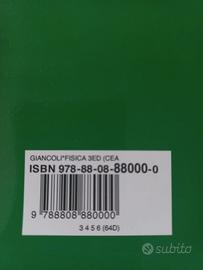 GIANCOLI*FISICA 3ED (CEA
ISBN 978-88-08-88000-0
9 788808 880000
3 4 5 6 (64D)
subito